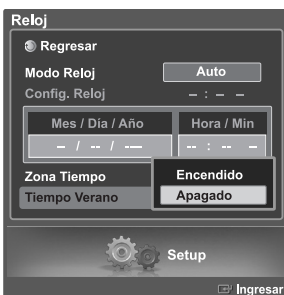 Reloj
Regresar
Modo Reloj Auto
Config. Reloj – : – –
Mes / Día / Año Hora / Min
– / -- / -–– -- : -- –
Zona Tiempo Encendido
Tiempo Verano Apagado
Setup
Ingresar